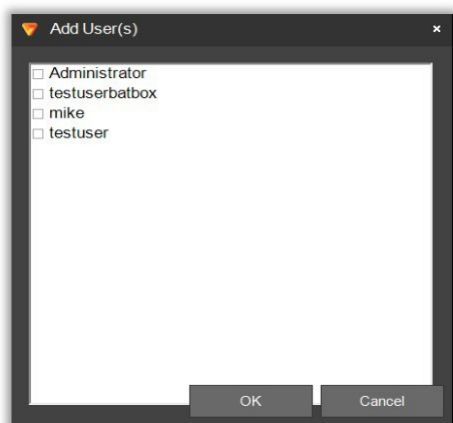 Add User(s)
Administrator
testuserbatbox
mike
testuser
OK Cancel